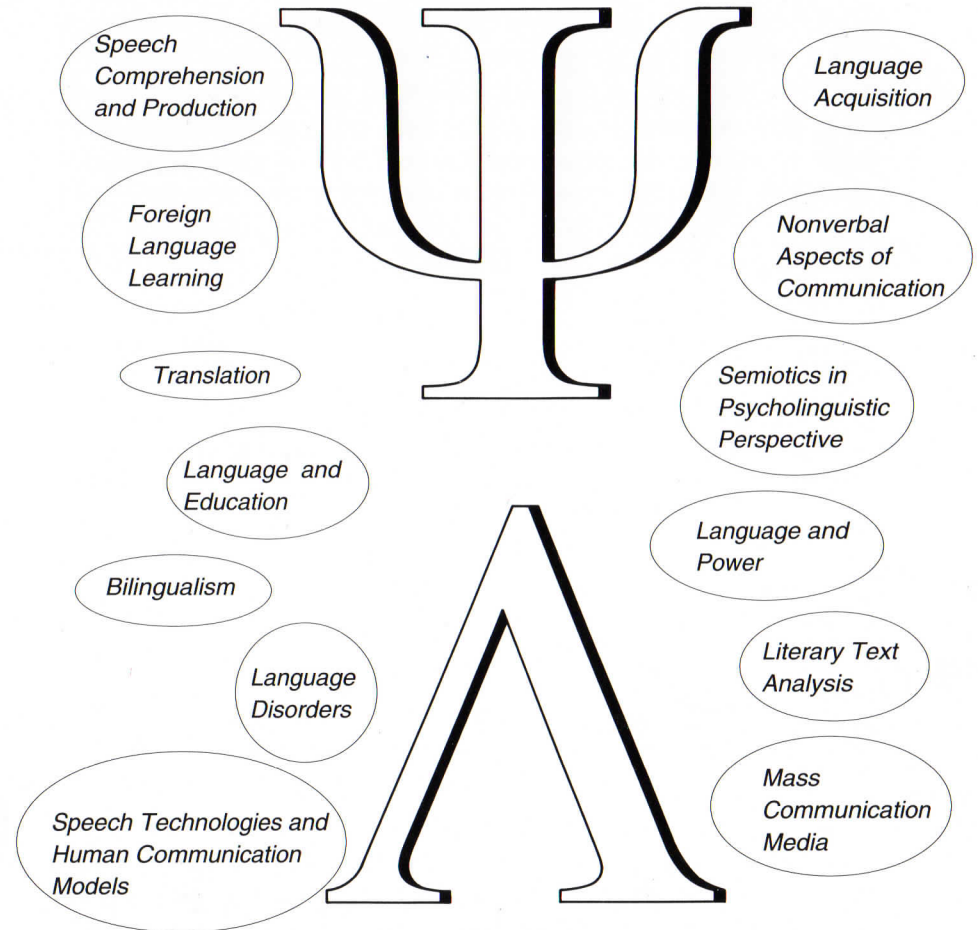 Speech
Comprehension
and Production
Foreign
Language
Learning
Translation
Language and
Education
Bilingualism
Language
Disorders
Speech Technologies and
Human Communication
Models
Ψ
Λ
Language
Acquisition
Nonverbal
Aspects of
Communication
Semiotics in
Psycholinguistic
Perspective
Language and
Power
Literary Text
Analysis
Mass
Communication
Media